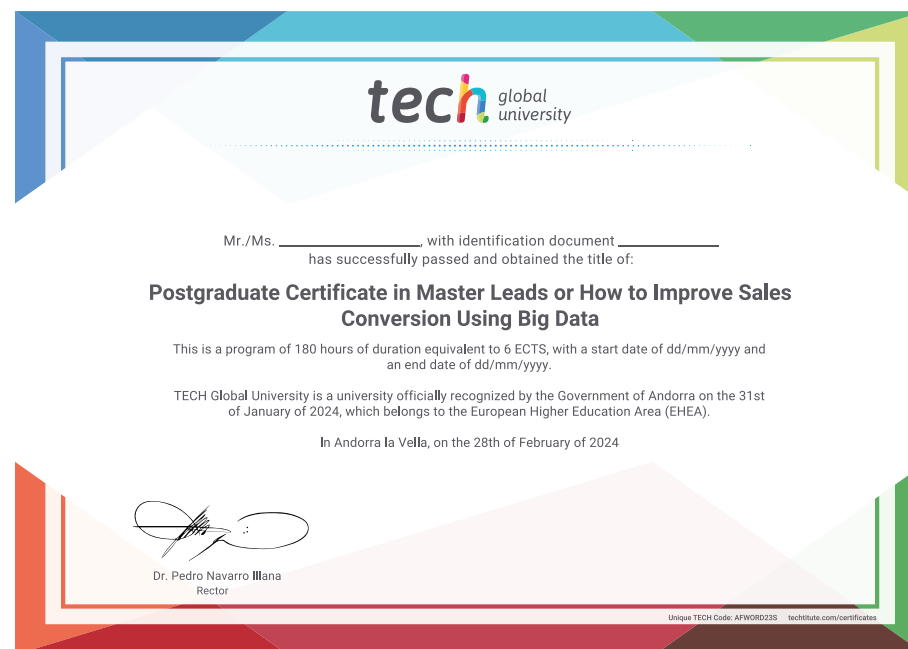 tech global
university
Mr./Ms. ____________________, with identification document ______________
has successfully passed and obtained the title of:
Postgraduate Certificate in Master Leads or How to Improve Sales
Conversion Using Big Data
This is a program of 180 hours of duration equivalent to 6 ECTS, with a start date of dd/mm/yyyy and
an end date of dd/mm/yyyy.
TECH Global University is a university officially recognized by the Government of Andorra on the 31st
of January of 2024, which belongs to the European Higher Education Area (EHEA).
In Andorra la Vella, on the 28th of February of 2024
Dr. Pedro Navarro Illana
Rector
Unique TECH Code: AFWORD23S techtitute.com/certificates